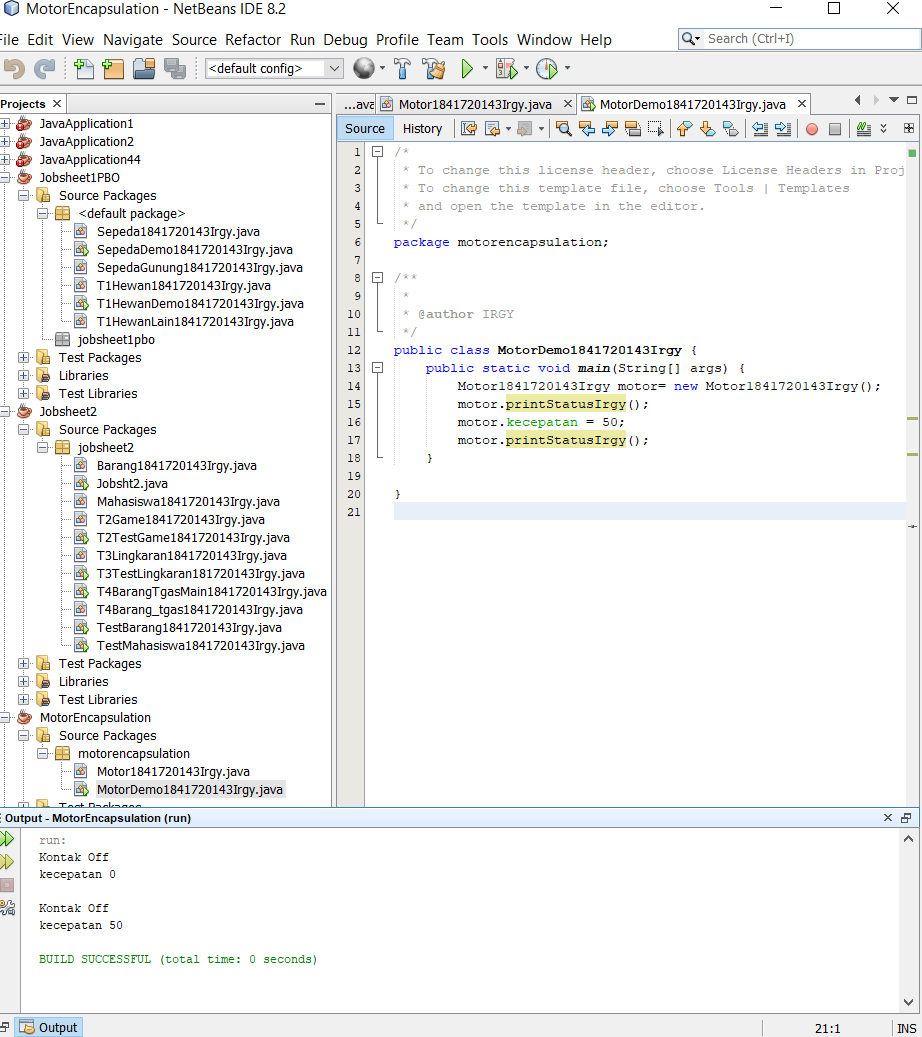 MotorEncapsulation - NetBeans IDE 8.2
File Edit View Navigate Source Refactor Run Debug Profile Team Tools Window Help
Search (Ctrl+I)
<default config>
Projects
JavaApplication1
JavaApplication2
JavaApplication44
Jobsheet1PBO
Source Packages
<default package>
Sepeda1841720143Irgy.java
SepedaDemo1841720143Irgy.java
SepedaGunung1841720143Irgy.java
T1Hewan1841720143Irgy.java
T1HewanDemo1841720143Irgy.java
T1HewanLain1841720143Irgy.java
jobsheet1pbo
Test Packages
Libraries
Test Libraries
Jobsheet2
Source Packages
jobsheet2
Barang1841720143Irgy.java
Jobsht2.java
Mahasiswa1841720143Irgy.java
T2Game1841720143Irgy.java
T2TestGame1841720143Irgy.java
T3Lingkaran1841720143Irgy.java
T3TestLingkaran181720143Irgy.java
T4BarangTgasMain1841720143Irgy.java
T4Barang_tgas1841720143Irgy.java
TestBarang1841720143Irgy.java
TestMahasiswa1841720143Irgy.java
Test Packages
Libraries
Test Libraries
MotorEncapsulation
Source Packages
motorencapsulation
Motor1841720143Irgy.java
MotorDemo1841720143Irgy.java
Test Packages
...ava Motor1841720143Irgy.java MotorDemo1841720143Irgy.java
Source History
1 /*
2 * To change this license header, choose License Headers in Proj
3 * To change this template file, choose Tools | Templates
4 * and open the template in the editor.
5 */
6 package motorencapsulation;
7
8 /**
9 *
10 * @author IRGY
11 */
12 public class MotorDemo1841720143Irgy {
13 public static void main(String[] args) {
14 Motor1841720143Irgy motor= new Motor1841720143Irgy();
15 motor.printStatusIrgy();
16 motor.kecepatan = 50;
17 motor.printStatusIrgy();
18 }
19
20 }
21
Output - MotorEncapsulation (run)
run:
Kontak Off
kecepatan 0
Kontak Off
kecepatan 50
BUILD SUCCESSFUL (total time: 0 seconds)
Output
21:1 INS